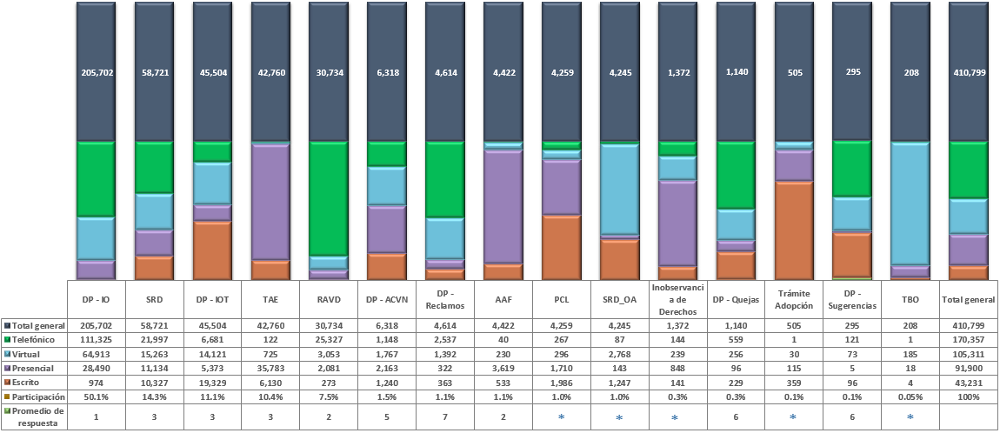 205,702 58,721 45,504 42,760 30,734 6,318 4,614 4,422 4,259 4,245 1,372 1,140 505 295 208 410,799
DP - IO SRD DP - IOT TAE RAVD DP - ACVN DP - Reclamos AAF PCL SRD_OA Inobservancia de Derechos DP - Quejas Trámite Adopción DP - Sugerencias TBO Total general
Total general 205,702 58,721 45,504 42,760 30,734 6,318 4,614 4,422 4,259 4,245 1,372 1,140 505 295 208 410,799
Telefónico 111,325 21,997 6,681 122 25,327 1,148 2,537 40 267 87 144 559 1 121 1 170,357
Virtual 64,913 15,263 14,121 725 3,053 1,767 1,392 230 296 2,768 239 256 30 73 185 105,311
Presencial 28,490 11,134 5,373 35,783 2,081 2,163 322 3,619 1,710 143 848 96 115 5 18 91,900
Escrito 974 10,327 19,329 6,130 273 1,240 363 533 1,986 1,247 141 229 359 96 4 43,231
Participación 50.1% 14.3% 11.1% 10.4% 7.5% 1.5% 1.1% 1.1% 1.0% 1.0% 0.3% 0.3% 0.1% 0.1% 0.05% 100%
Promedio de respuesta 1 3 3 3 2 5 7 2 * * * 6 * 6 *